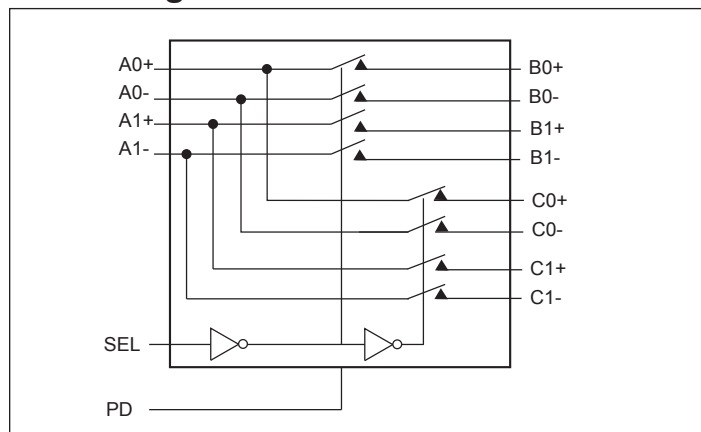 A0+
A0-
A1+
A1-
B0+
B0-
B1+
B1-
C0+
C0-
C1+
C1-
SEL
PD